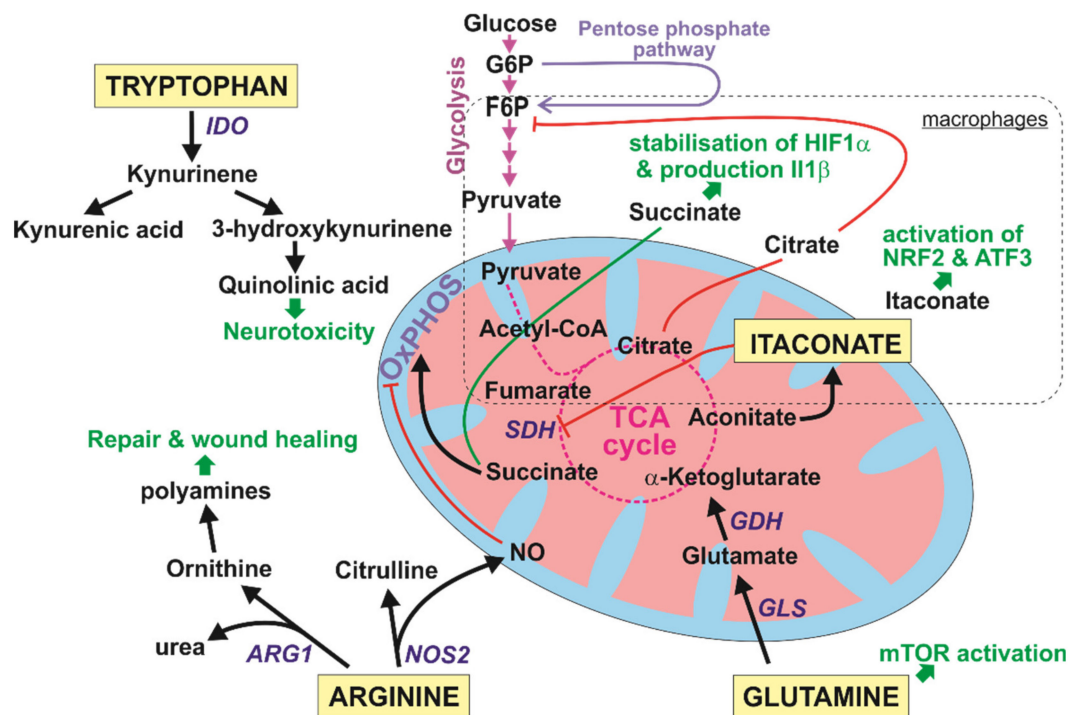 Glucose
Pentose phosphate
pathway
G6P
F6P
Glycolysis
Pyruvate
macrophages
TRYPTOPHAN
IDO
Kynurinene
Kynurenic acid
3-hydroxykynurinene
Quinolinic acid
Neurotoxicity
stabilisation of HIF1α
& production Il1β
Succinate
Citrate
activation of
NRF2 & ATF3
Itaconate
OxPHOS
Pyruvate
Acetyl-CoA
Citrate
ITACONATE
Fumarate
Aconitate
SDH
TCA
cycle
Succinate
α-Ketoglutarate
GDH
Glutamate
GLS
NO
Repair & wound healing
polyamines
Ornithine
Citrulline
urea
ARG1
NOS2
ARGININE
mTOR activation
GLUTAMINE